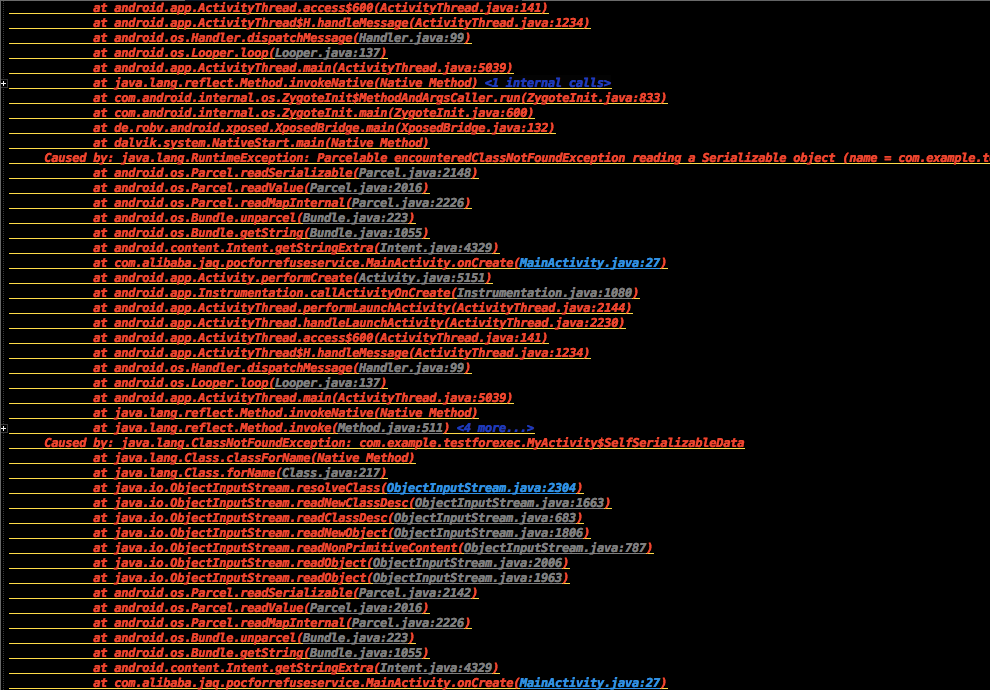 at android.app.ActivityThread.access$600(ActivityThread.java:141)
at android.app.ActivityThread$H.handleMessage(ActivityThread.java:1234)
at android.os.Handler.dispatchMessage(Handler.java:99)
at android.os.Looper.loop(Looper.java:137)
at android.app.ActivityThread.main(ActivityThread.java:5039)
at java.lang.reflect.Method.invokeNative(Native Method) <1 internal calls>
at com.android.internal.os.ZygoteInit$MethodAndArgsCaller.run(ZygoteInit.java:833)
at com.android.internal.os.ZygoteInit.main(ZygoteInit.java:600)
at de.robv.android.xposed.XposedBridge.main(XposedBridge.java:132)
at dalvik.system.NativeStart.main(Native Method)
Caused by: java.lang.RuntimeException: Parcelable encounteredClassNotFoundException reading a Serializable object (name = com.example.t
at android.os.Parcel.readSerializable(Parcel.java:2148)
at android.os.Parcel.readValue(Parcel.java:2016)
at android.os.Parcel.readMapInternal(Parcel.java:2226)
at android.os.Bundle.unparcel(Bundle.java:223)
at android.os.Bundle.getString(Bundle.java:1055)
at android.content.Intent.getStringExtra(Intent.java:4329)
at com.alibaba.jaq.pocforrefuseservice.MainActivity.onCreate(MainActivity.java:27)
at android.app.Activity.performCreate(Activity.java:5151)
at android.app.Instrumentation.callActivityOnCreate(Instrumentation.java:1080)
at android.app.ActivityThread.performLaunchActivity(ActivityThread.java:2144)
at android.app.ActivityThread.handleLaunchActivity(ActivityThread.java:2230)
at android.app.ActivityThread.access$600(ActivityThread.java:141)
at android.app.ActivityThread$H.handleMessage(ActivityThread.java:1234)
at android.os.Handler.dispatchMessage(Handler.java:99)
at android.os.Looper.loop(Looper.java:137)
at android.app.ActivityThread.main(ActivityThread.java:5039)
at java.lang.reflect.Method.invokeNative(Native Method)
at java.lang.reflect.Method.invoke(Method.java:511) <4 more...>
Caused by: java.lang.ClassNotFoundException: com.example.testforexec.MyActivity$SelfSerializableData
at java.lang.Class.classForName(Native Method)
at java.lang.Class.forName(Class.java:217)
at java.io.ObjectInputStream.resolveClass(ObjectInputStream.java:2304)
at java.io.ObjectInputStream.readNewClassDesc(ObjectInputStream.java:1663)
at java.io.ObjectInputStream.readClassDesc(ObjectInputStream.java:683)
at java.io.ObjectInputStream.readNewObject(ObjectInputStream.java:1806)
at java.io.ObjectInputStream.readNonPrimitiveContent(ObjectInputStream.java:787)
at java.io.ObjectInputStream.readObject(ObjectInputStream.java:2006)
at java.io.ObjectInputStream.readObject(ObjectInputStream.java:1963)
at android.os.Parcel.readSerializable(Parcel.java:2142)
at android.os.Parcel.readValue(Parcel.java:2016)
at android.os.Parcel.readMapInternal(Parcel.java:2226)
at android.os.Bundle.unparcel(Bundle.java:223)
at android.os.Bundle.getString(Bundle.java:1055)
at android.content.Intent.getStringExtra(Intent.java:4329)
at com.alibaba.jaq.pocforrefuseservice.MainActivity.onCreate(MainActivity.java:27)